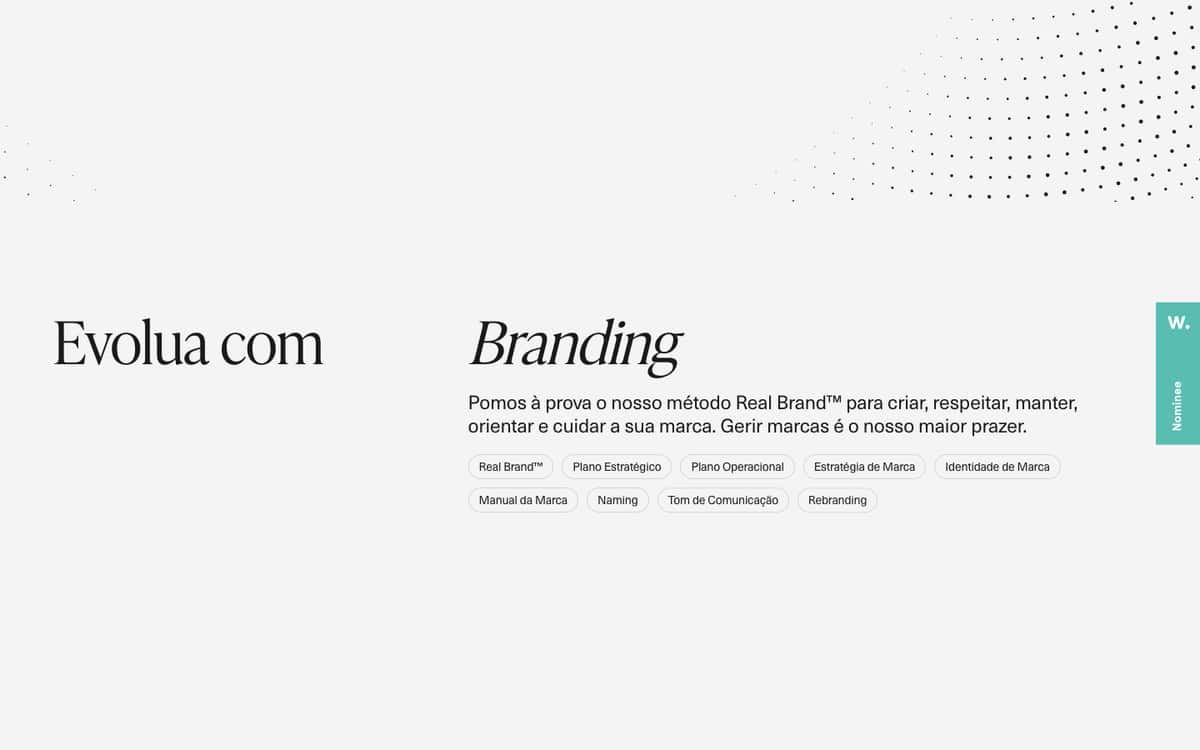 Evolua com
Branding
Pomos à prova o nosso método Real Brand™ para criar, respeitar, manter,
orientar e cuidar a sua marca. Gerir marcas é o nosso maior prazer.
Real Brand™ Plano Estratégico Plano Operacional Estratégia de Marca Identidade de Marca
Manual da Marca Naming Tom de Comunicação Rebranding
W.
Nominee